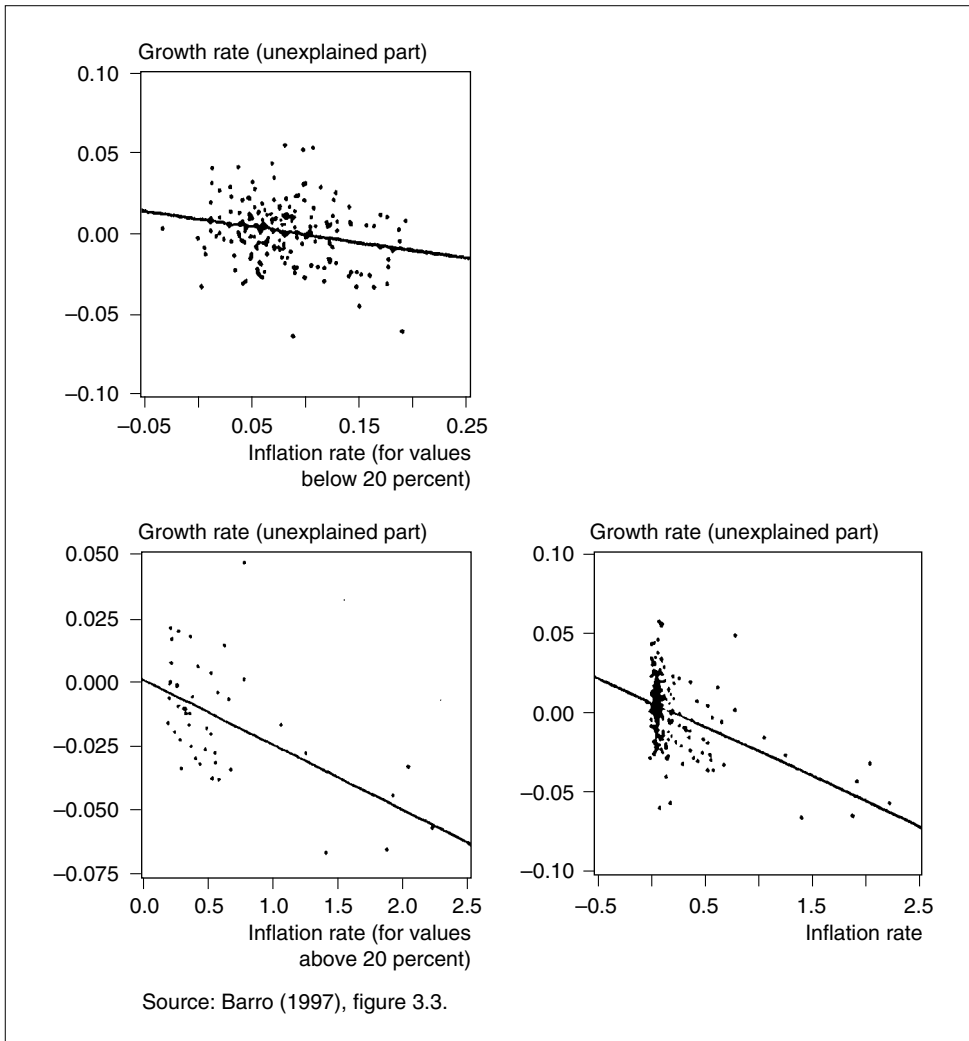 Growth rate (unexplained part)
0.10
0.05
0.00
–0.05
–0.10
–0.05 0.05 0.15 0.25
Inflation rate (for values
below 20 percent)
Growth rate (unexplained part)
0.050
0.025
0.000
–0.025
–0.050
–0.075
0.0 0.5 1.0 1.5 2.0 2.5
Inflation rate (for values
above 20 percent)
Growth rate (unexplained part)
0.10
0.05
0.00
–0.05
–0.10
–0.5 0.5 1.5 2.5
Inflation rate
Source: Barro (1997), figure 3.3.